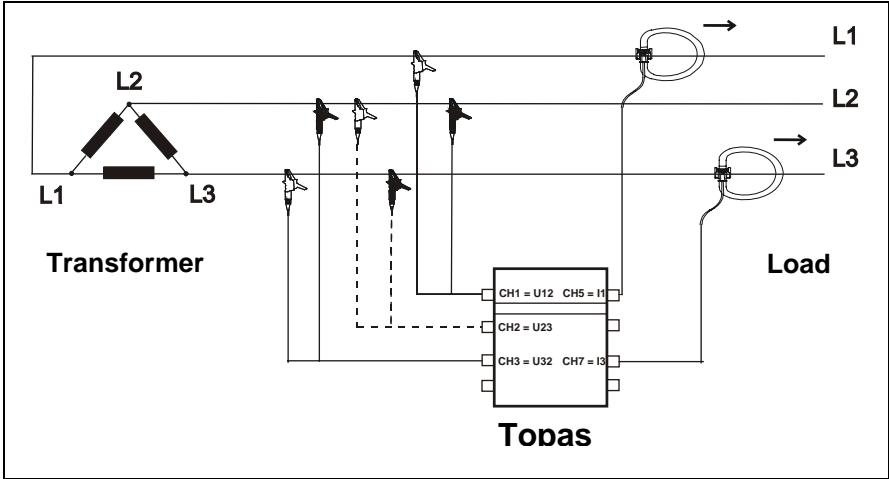 L1
L2
L2
L3
L1
L3
Transformer
Load
CH1 = U12
CH5 = I1
CH2 = U23
CH3 = U32
CH7 = I3
Topas